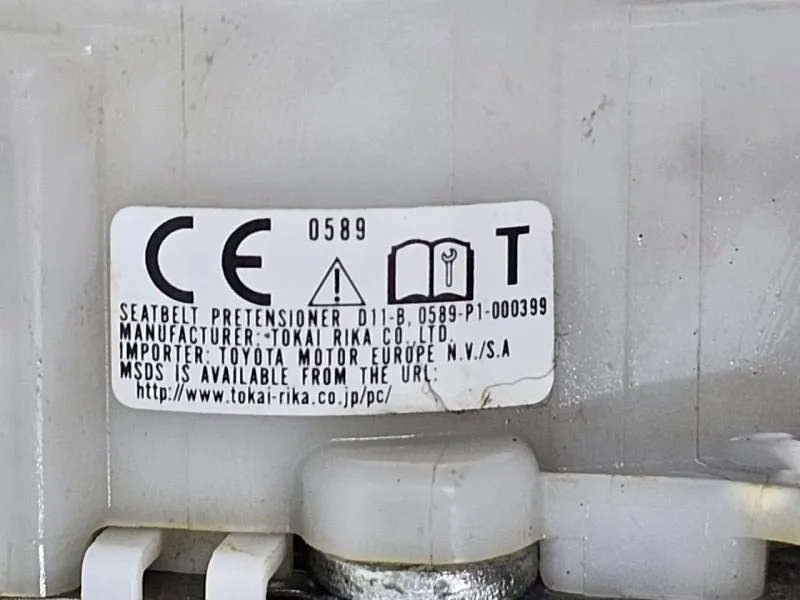 CE 0589 T
SEATBELT PRETENSIONER D11-B, 0589-P1-000399
MANUFACTURER: TOKAI RIKA CO.,LTD.
IMPORTER: TOYOTA MOTOR EUROPE N.V./S.A
MSDS IS AVAILABLE FROM THE URL:
http://www.tokai-rika.co.jp/pc/